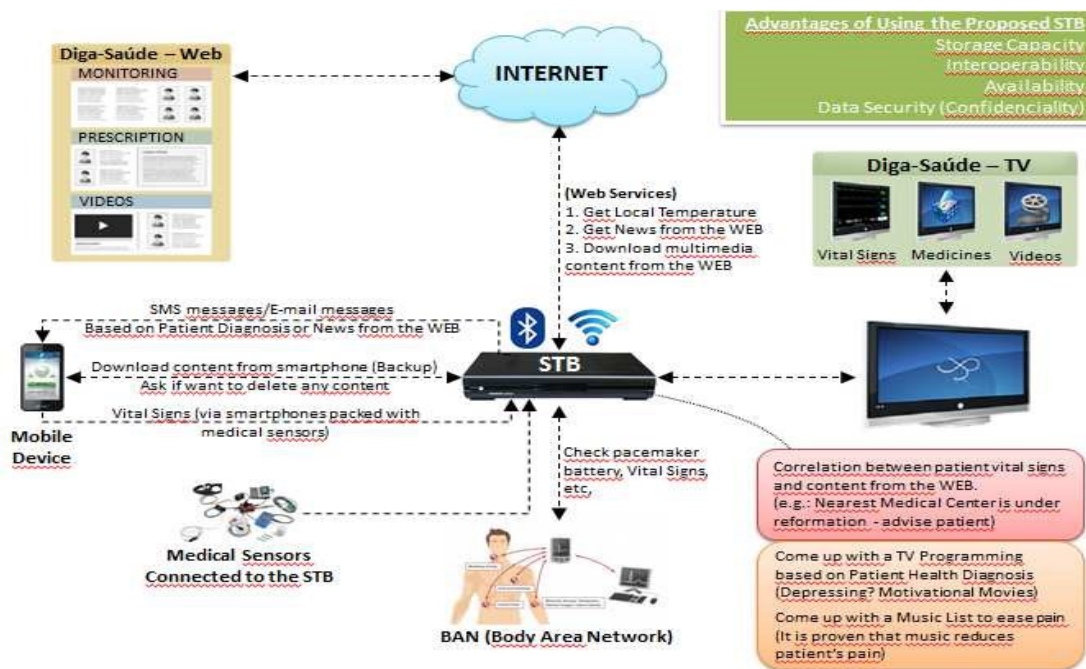 Diga-Saúde – Web
MONITORING
PRESCRIPTION
VIDEOS
INTERNET
Advantages of Using the Proposed STB
Storage Capacity
Interoperability
Availability
Data Security (Confidenciality)
(Web Services)
1. Get Local Temperature
2. Get News from the WEB
3. Download multimedia
content from the WEB
Diga-Saúde – TV
Vital Signs
Medicines
Videos
SMS messages/E-mail messages
Based on Patient Diagnosis or News from the WEB
Download content from smartphone (Backup)
Ask if want to delete any content
Vital Signs (via smartphones packed with
medical sensors)
Mobile
Device
STB
Check pacemaker
battery, Vital Signs,
etc,
Medical Sensors
Connected to the STB
BAN (Body Area Network)
Correlation between patient vital signs
and content from the WEB.
(e.g.: Nearest Medical Center is under
reformation - advise patient)
Come up with a TV Programming
based on Patient Health Diagnosis
(Depressing? Motivational Movies)
Come up with a Music List to ease pain
(It is proven that music reduces
patient's pain)